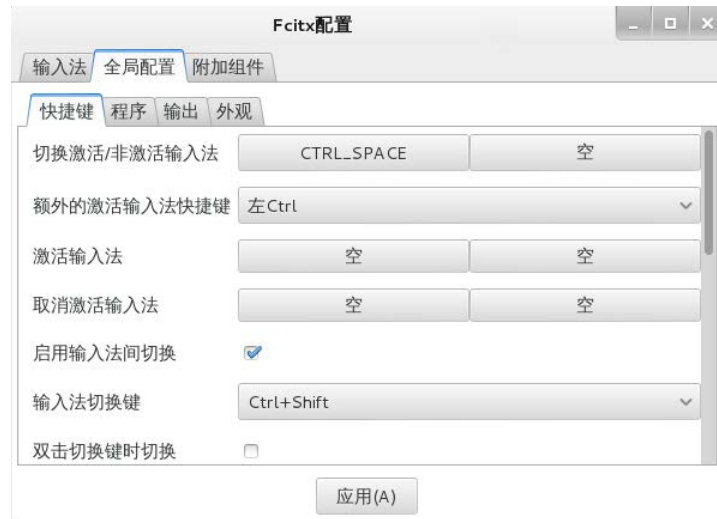 Fcitx配置
输入法 全局配置 附加组件
快捷键 程序 输出 外观
切换激活/非激活输入法 CTRL_SPACE 空
额外的激活输入法快捷键 左Ctrl
激活输入法 空 空
取消激活输入法 空 空
启用输入法间切换
输入法切换键 Ctrl+Shift
双击切换键时切换
应用(A)